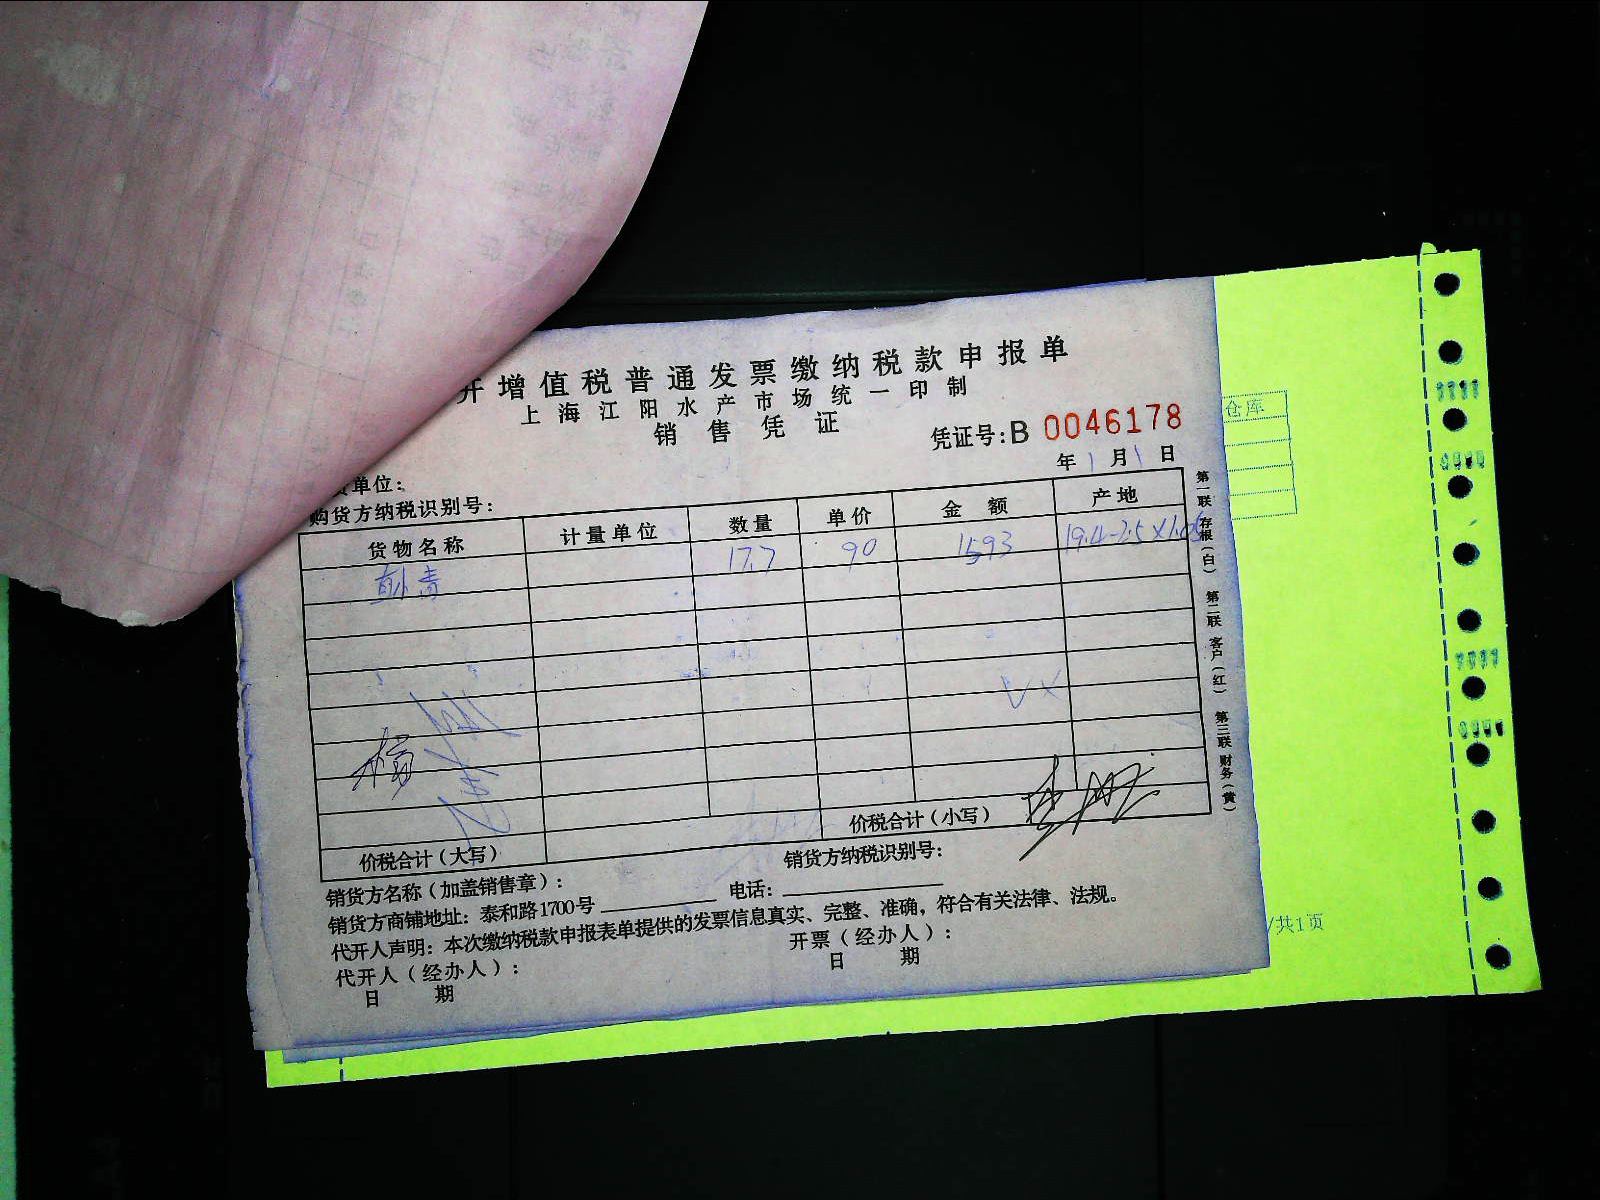 开增值税普通发票缴纳税款申报单
上海江阳水产市场统一印制
销售凭证
凭证号:B 0046178
年1月1日
货单位:
购货方纳税识别号:
货物名称 计量单位 数量 单价 金额 产地
青 17.7 90 1593 19.4-2.5×1.05
价税合计(大写) 价税合计(小写)
销货方名称(加盖销售章): 销货方纳税识别号:
销货方商铺地址:泰和路1700号 电话:
代开人声明:本次缴纳税款申报表单提供的发票信息真实、完整、准确,符合有关法律、法规。
代开人(经办人): 开票(经办人):
日期 日期
第一联 存根(白) 第二联 客户(红) 第三联 财务(黄)
仓库
/共1页